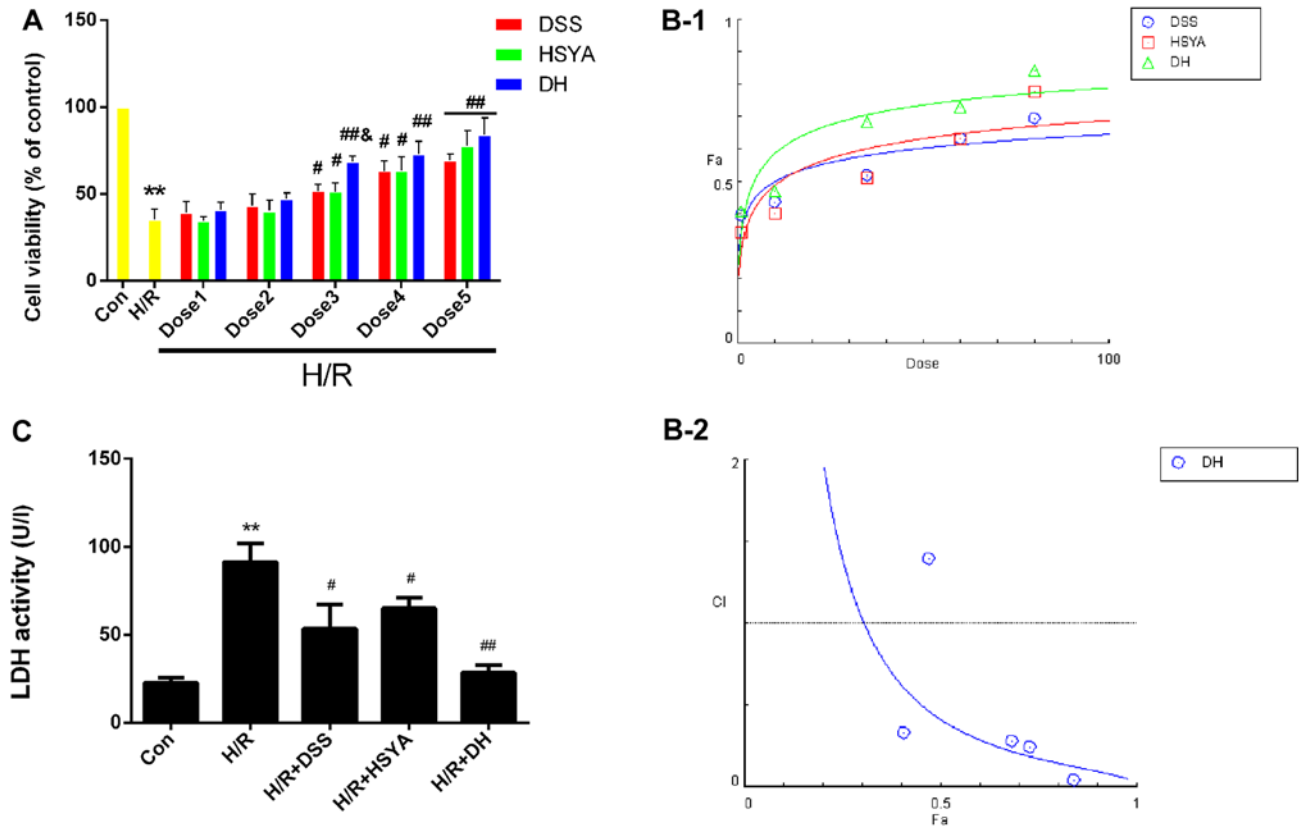 A
Cell viability (% of control)
150
100
50
0
**
#
#
##&
#
#
##
##
DSS
HSYA
DH
Con
H/R
Dose1
Dose2
Dose3
Dose4
Dose5
H/R
B-1
DSS
HSYA
DH
1
Fa
0.5
0
0
Dose
100
C
LDH activity (U/l)
150
100
50
0
**
#
#
##
Con
H/R
H/R+DSS
H/R+HSYA
H/R+DH
B-2
DH
2
CI
0
0
0.5
1
Fa